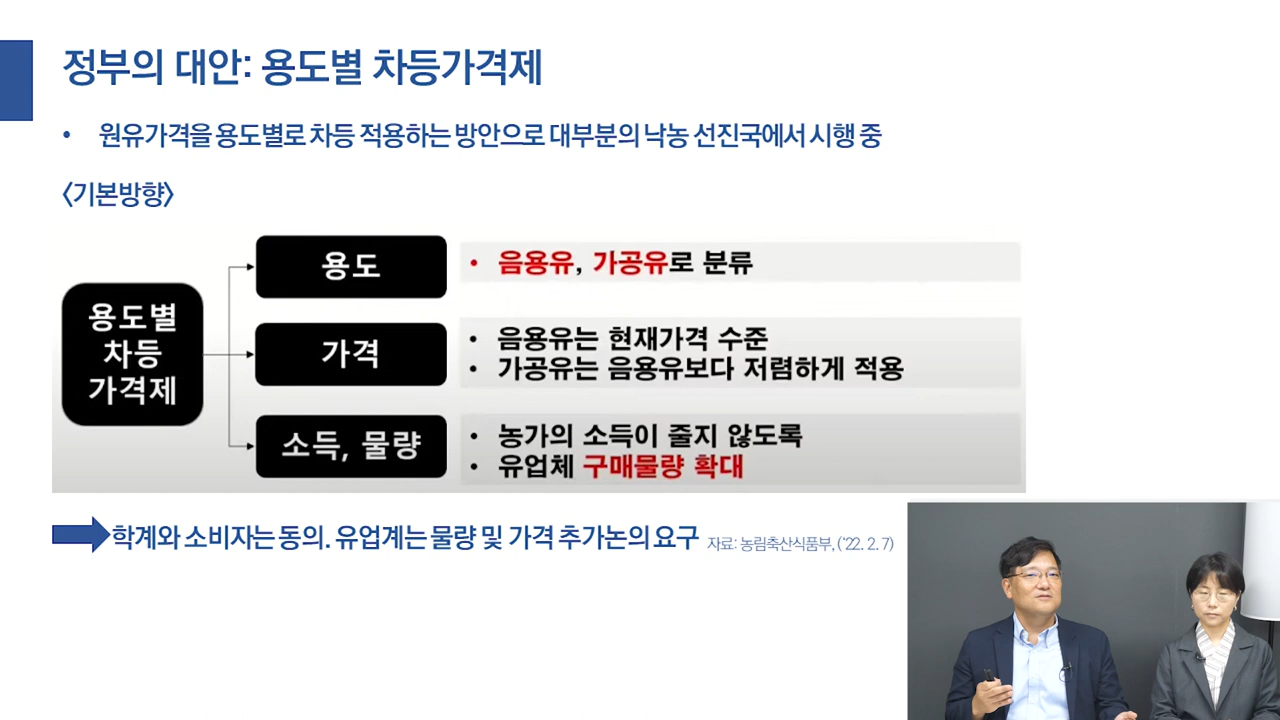 정부의 대안: 용도별 차등가격제
• 원유가격을 용도별로 차등 적용하는 방안으로 대부분의 낙농 선진국에서 시행 중
<기본방향>
용도별
차등
가격제
용도
• 음용유, 가공유로 분류
가격
• 음용유는 현재가격 수준
• 가공유는 음용유보다 저렴하게 적용
소득, 물량
• 농가의 소득이 줄지 않도록
• 유업체 구매물량 확대
학계와 소비자는 동의. 유업계는 물량 및 가격 추가논의 요구
자료: 농림축산식품부, ('22. 2. 7)